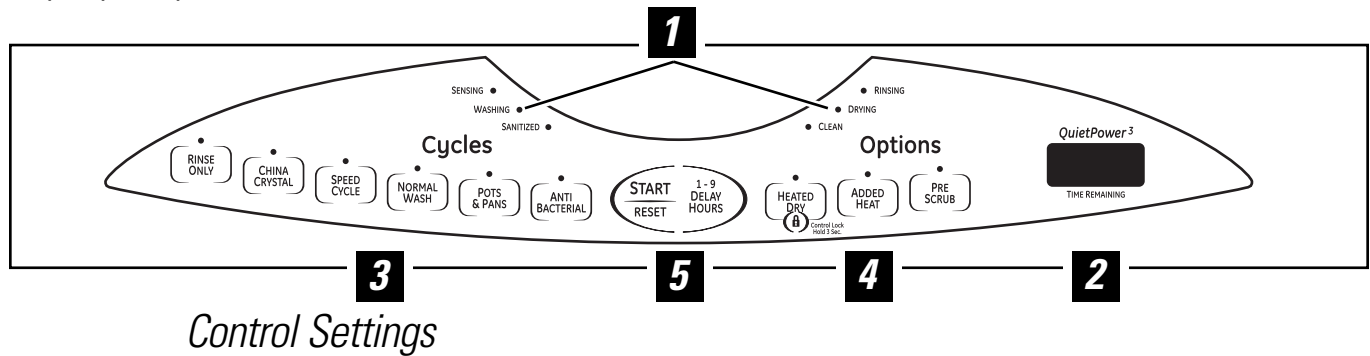 1
SENSING
WASHING
SANITIZED
RINSING
DRYING
CLEAN
Cycles
Options
RINSE
ONLY
CHINA
CRYSTAL
SPEED
CYCLE
NORMAL
WASH
POTS
& PANS
ANTI
BACTERIAL
START
RESET
1 - 9
DELAY
HOURS
HEATED
DRY
Control Lock
Hold 3 Sec.
ADDED
HEAT
PRE
SCRUB
QuietPower 3
TIME REMAINING
3
5
4
2
Control Settings